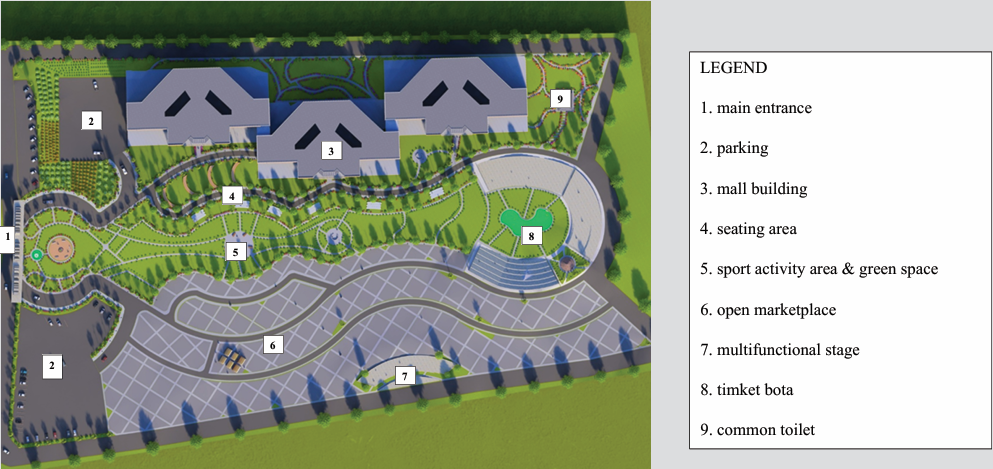 2
9
3
4
1
5
8
6
2
7
LEGEND
1. main entrance
2. parking
3. mall building
4. seating area
5. sport activity area & green space
6. open marketplace
7. multifunctional stage
8. timket bota
9. common toilet